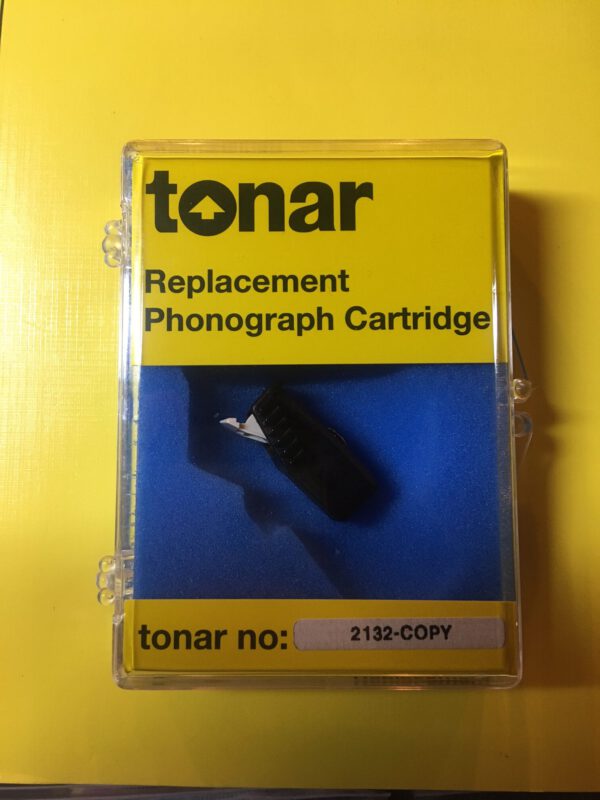 tonar
Replacement
Phonograph Cartridge
tonar no: 2132-COPY